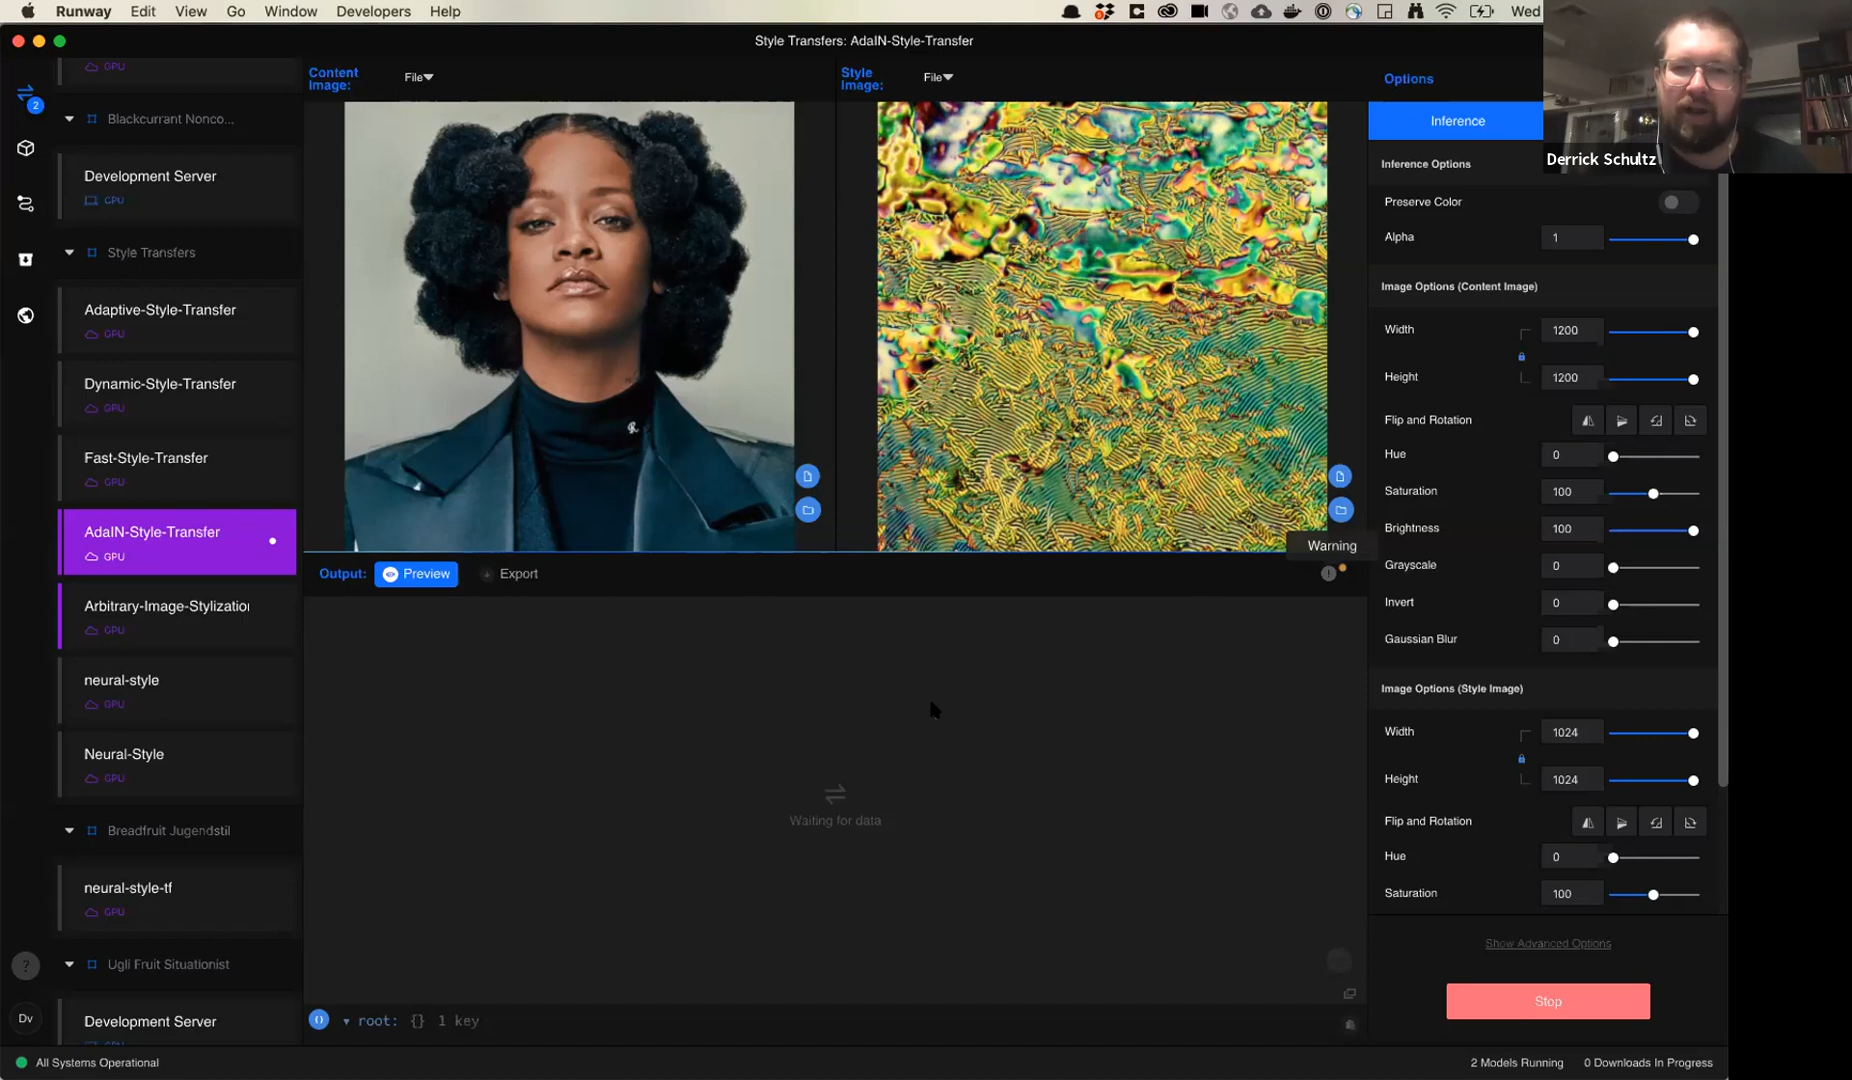 Runway Edit View Go Window Developers Help
Wed
Style Transfers: AdaIN-Style-Transfer
GPU
2
Blackcurrant Nonco...
Development Server
GPU
Style Transfers
Adaptive-Style-Transfer
GPU
Dynamic-Style-Transfer
GPU
Fast-Style-Transfer
GPU
AdaIN-Style-Transfer
GPU
Arbitrary-Image-Stylization
GPU
neural-style
GPU
Neural-Style
GPU
Breadfruit Jugendstil
neural-style-tf
GPU
Ugli Fruit Situationist
Development Server
?
Dv
All Systems Operational
Content Image:
File
Style Image:
File
Warning
Output: Preview Export
Waiting for data
root: {} 1 key
Options
Inference
Derrick Schultz
Inference Options
Preserve Color
Alpha 1
Image Options (Content Image)
Width 1200
Height 1200
Flip and Rotation
Hue 0
Saturation 100
Brightness 100
Grayscale 0
Invert 0
Gaussian Blur 0
Image Options (Style Image)
Width 1024
Height 1024
Flip and Rotation
Hue 0
Saturation 100
Show Advanced Options
Stop
2 Models Running 0 Downloads In Progress